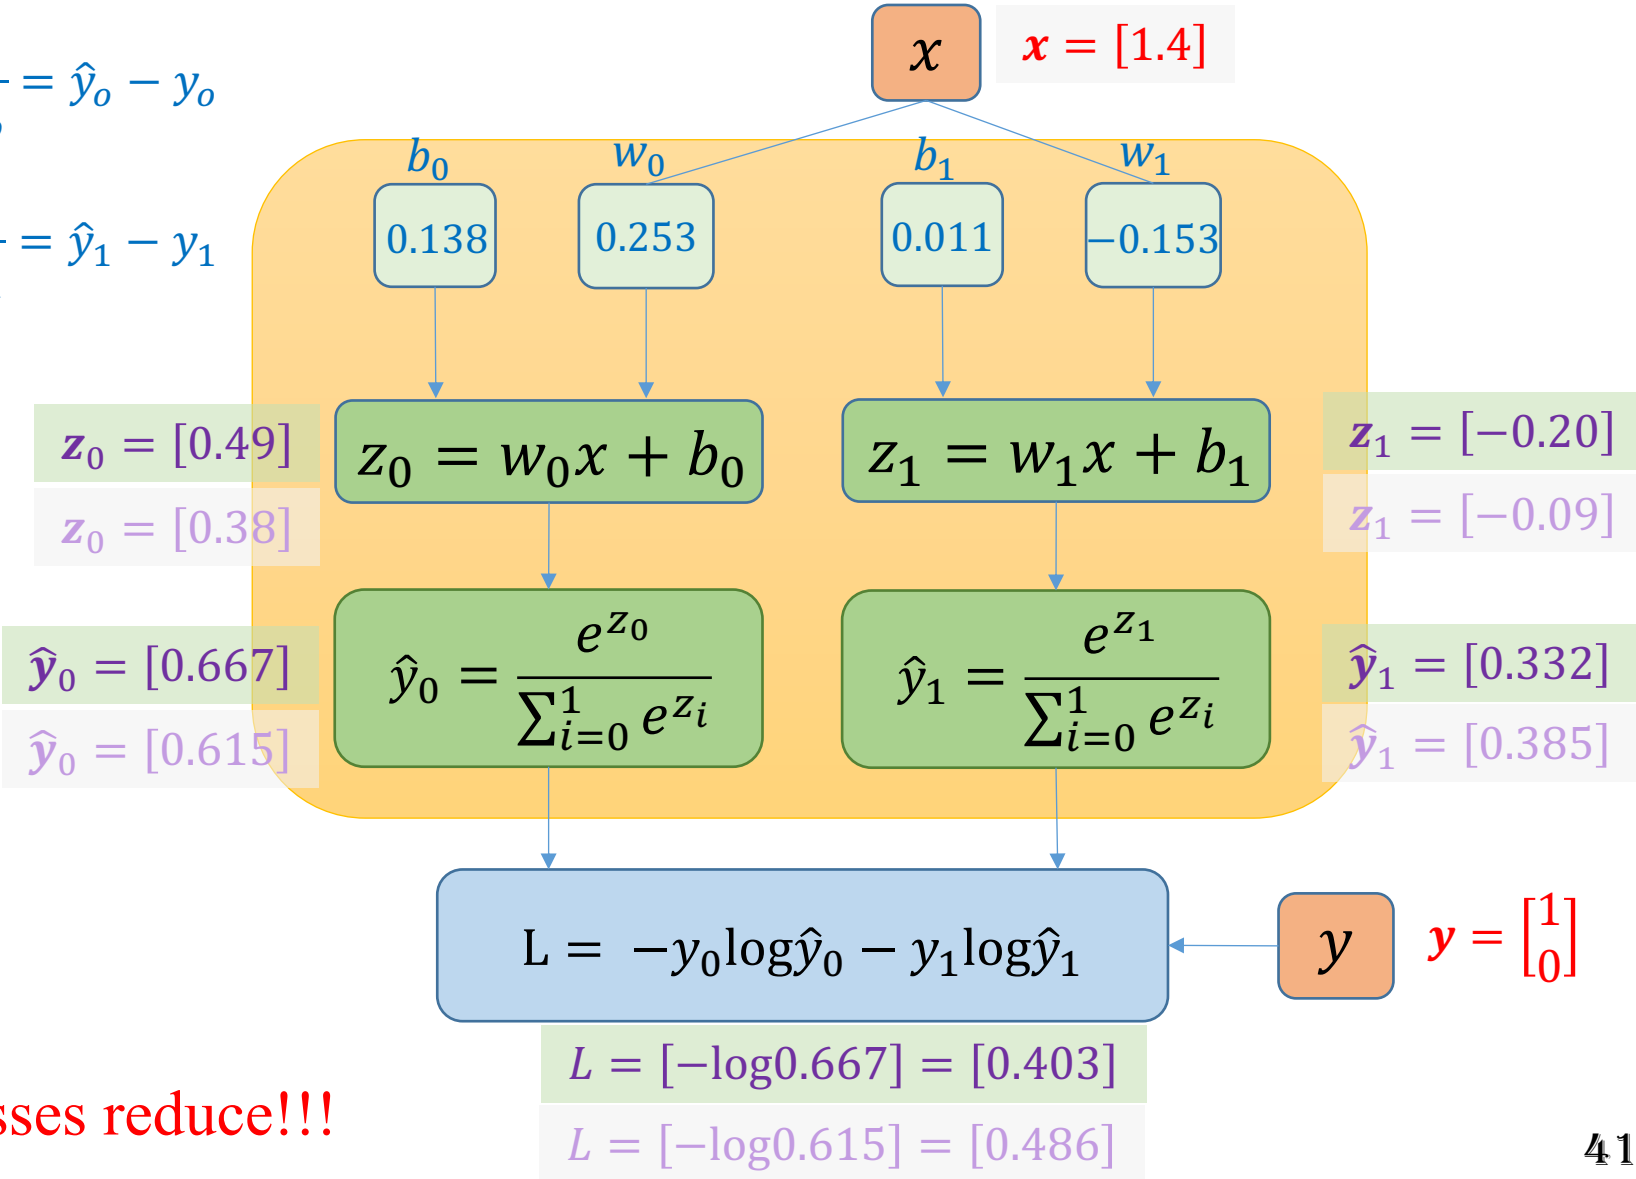 x
x = [1.4]
= ŷₒ − yₒ
b₀
w₀
b₁
w₁
0.138
0.253
0.011
−0.153
= ŷ₁ − y₁
z₀ = [0.49]
z₀ = w₀x + b₀
z₁ = w₁x + b₁
z₁ = [−0.20]
z₀ = [0.38]
z₁ = [−0.09]
ŷ₀ = [0.667]
ŷ₀ = e^{z₀} / ∑_{i=0}^{1} e^{z_i}
ŷ₁ = e^{z₁} / ∑_{i=0}^{1} e^{z_i}
ŷ₁ = [0.332]
ŷ₀ = [0.615]
ŷ₁ = [0.385]
L = −y₀logŷ₀ − y₁logŷ₁
y
y = [1 0]
L = [−log0.667] = [0.403]
sses reduce!!!
L = [−log0.615] = [0.486]
41